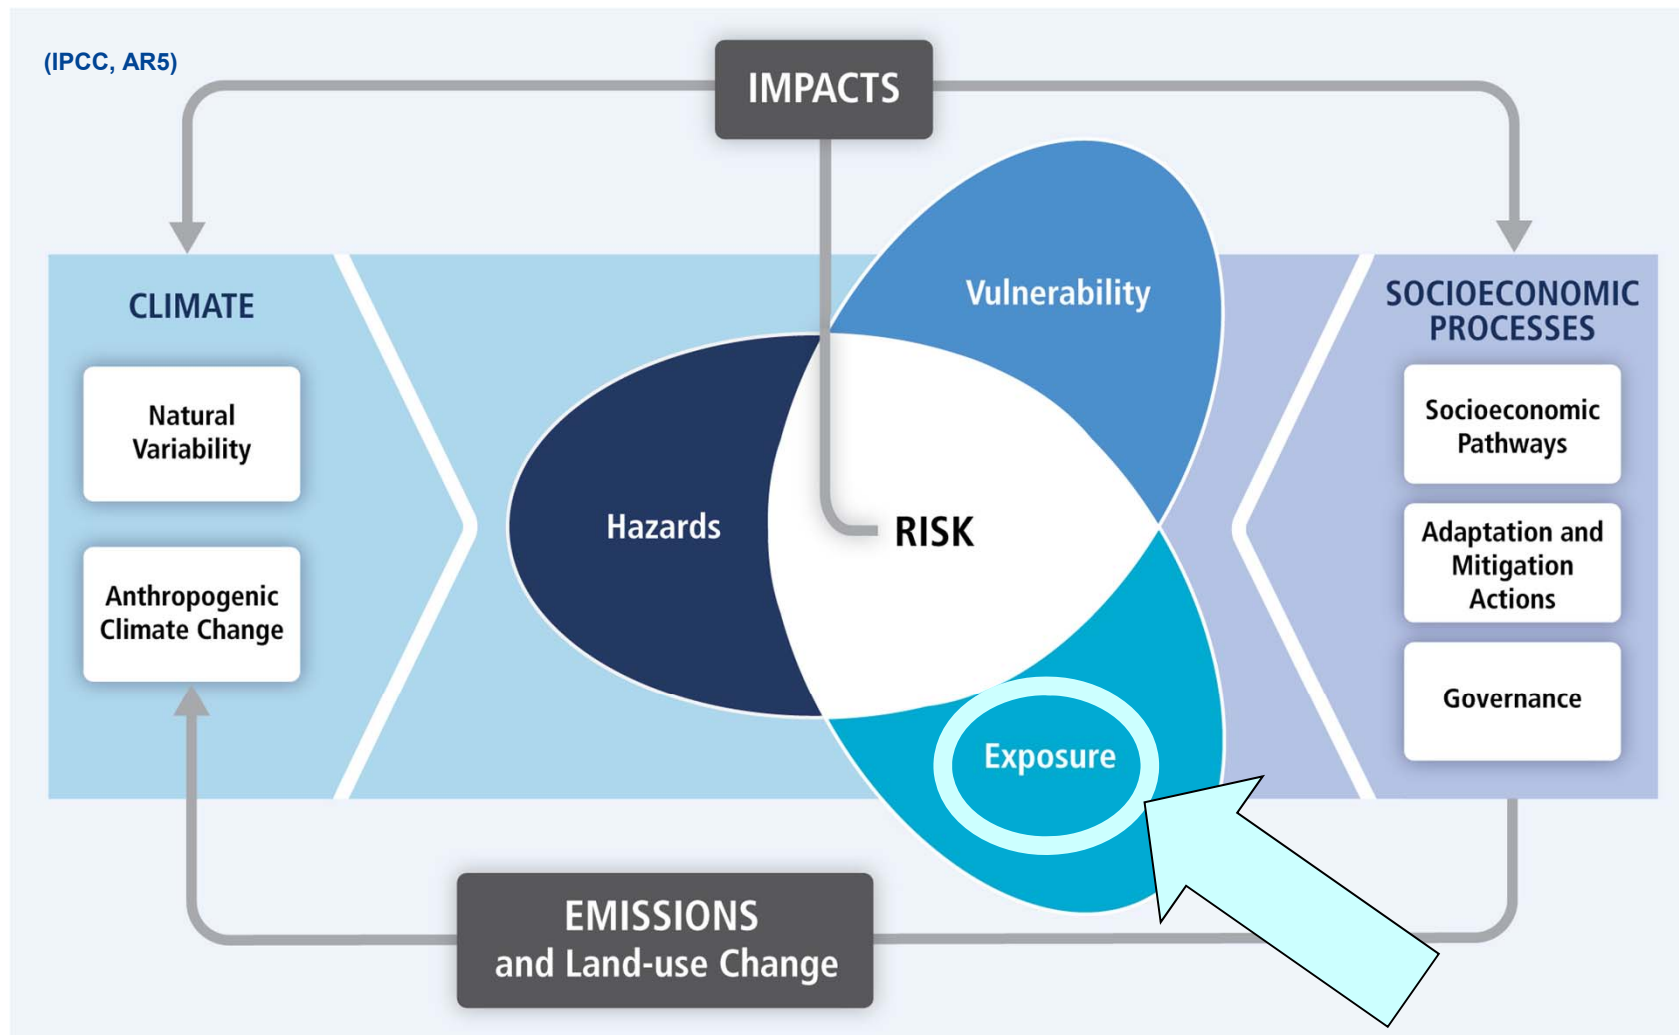 (IPCC, AR5)
IMPACTS
CLIMATE
Natural
Variability
Anthropogenic
Climate Change
Vulnerability
Hazards
RISK
Exposure
SOCIOECONOMIC
PROCESSES
Socioeconomic
Pathways
Adaptation and
Mitigation
Actions
Governance
EMISSIONS
and Land-use Change